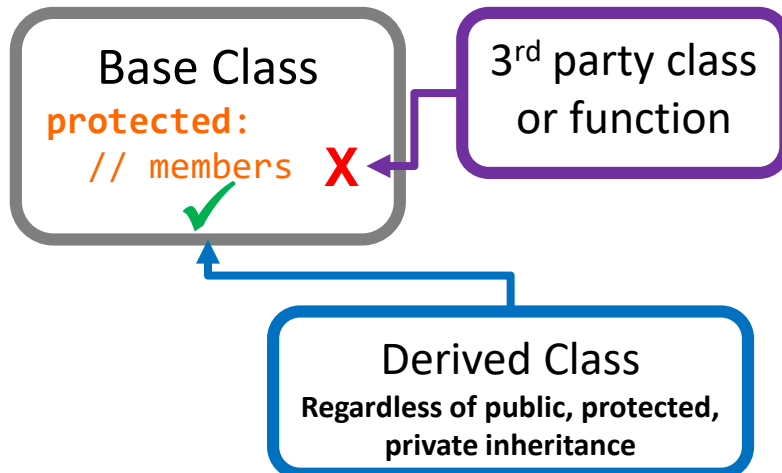 Base Class
protected:
// members
X
3rd party class
or function
Derived Class
Regardless of public, protected,
private inheritance